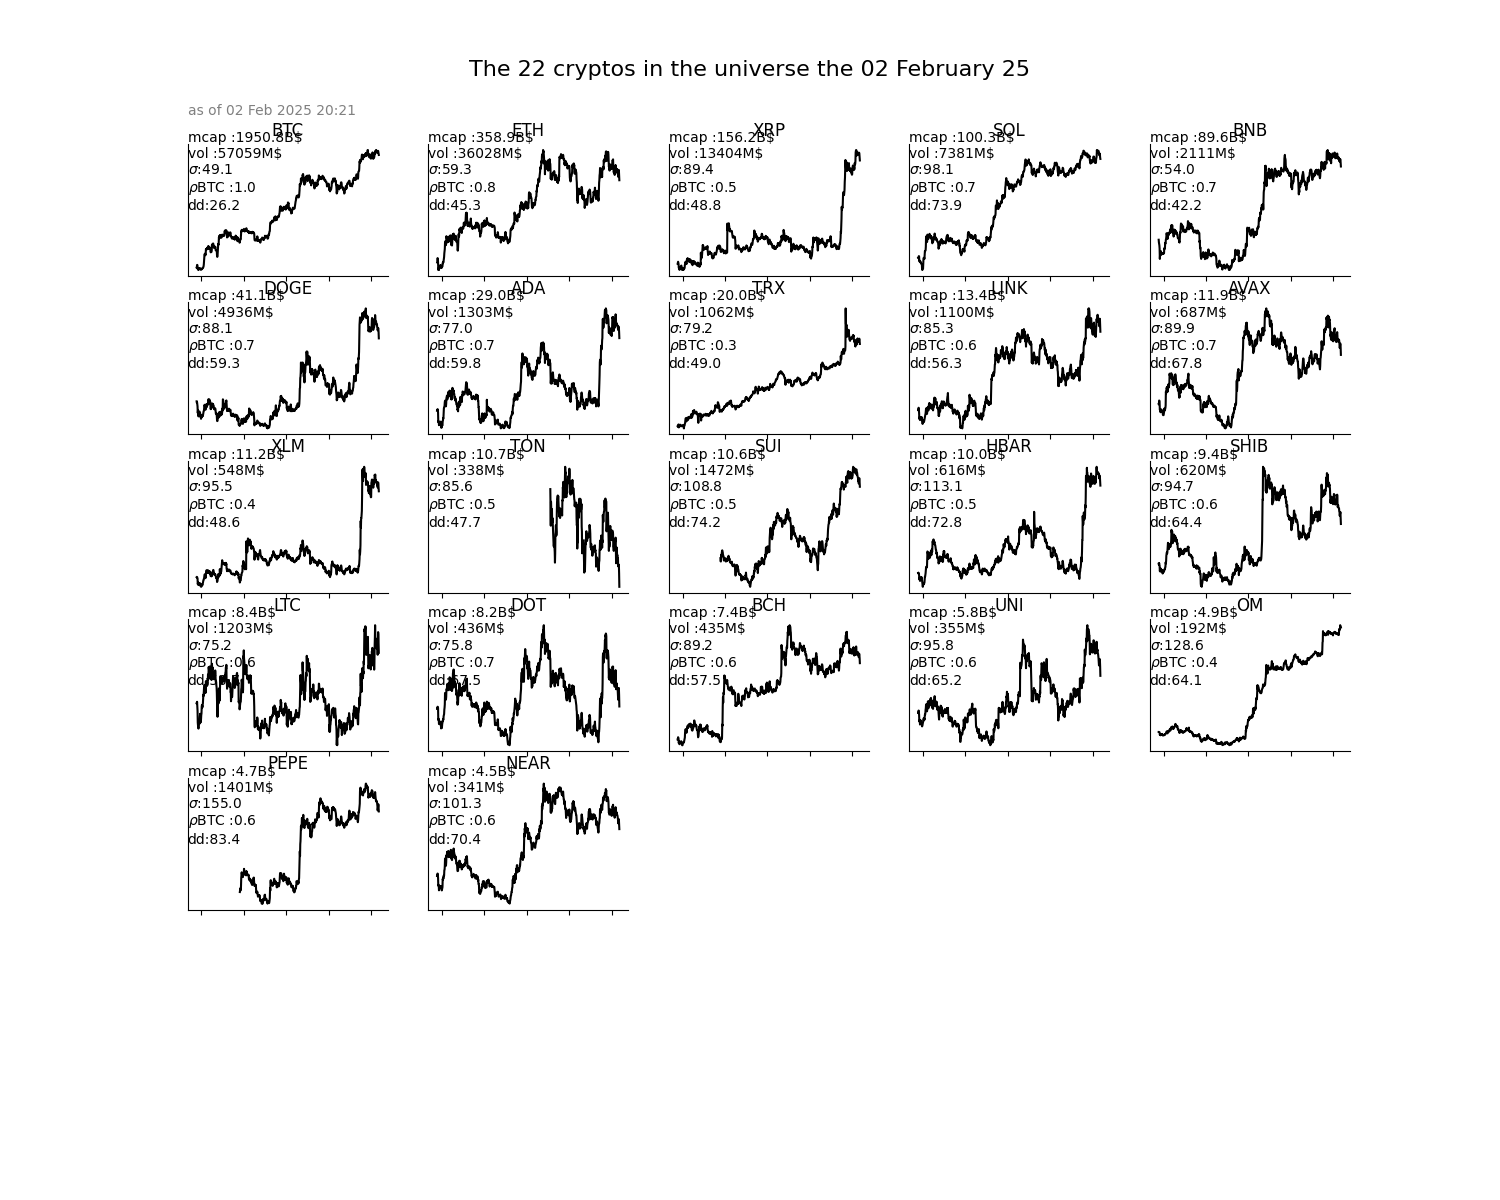 The 22 cryptos in the universe the 02 February 25
as of 02 Feb 2025 20:21
BTC
mcap :1950.8B$
vol :57059M$
σ:49.1
ρBTC :1.0
dd:26.2
ETH
mcap :358.9B$
vol :36028M$
σ:59.3
ρBTC :0.8
dd:45.3
XRP
mcap :156.2B$
vol :13404M$
σ:89.4
ρBTC :0.5
dd:48.8
SOL
mcap :100.3B$
vol :7381M$
σ:98.1
ρBTC :0.7
dd:73.9
BNB
mcap :89.6B$
vol :2111M$
σ:54.0
ρBTC :0.7
dd:42.2
DOGE
mcap :41.1B$
vol :4936M$
σ:88.1
ρBTC :0.7
dd:59.3
ADA
mcap :29.0B$
vol :1303M$
σ:77.0
ρBTC :0.7
dd:59.8
TRX
mcap :20.0B$
vol :1062M$
σ:79.2
ρBTC :0.3
dd:49.0
LINK
mcap :13.4B$
vol :1100M$
σ:85.3
ρBTC :0.6
dd:56.3
AVAX
mcap :11.9B$
vol :687M$
σ:89.9
ρBTC :0.7
dd:67.8
XLM
mcap :11.2B$
vol :548M$
σ:95.5
ρBTC :0.4
dd:48.6
TON
mcap :10.7B$
vol :338M$
σ:85.6
ρBTC :0.5
dd:47.7
SUI
mcap :10.6B$
vol :1472M$
σ:108.8
ρBTC :0.5
dd:74.2
HBAR
mcap :10.0B$
vol :616M$
σ:113.1
ρBTC :0.5
dd:72.8
SHIB
mcap :9.4B$
vol :620M$
σ:94.7
ρBTC :0.6
dd:64.4
LTC
mcap :8.4B$
vol :1203M$
σ:75.2
ρBTC :0.6
DOT
mcap :8.2B$
vol :436M$
σ:75.8
ρBTC :0.7
dd:67.5
BCH
mcap :7.4B$
vol :435M$
σ:89.2
ρBTC :0.6
dd:57.5
UNI
mcap :5.8B$
vol :355M$
σ:95.8
ρBTC :0.6
dd:65.2
OM
mcap :4.9B$
vol :192M$
σ:128.6
ρBTC :0.4
dd:64.1
PEPE
mcap :4.7B$
vol :1401M$
σ:155.0
ρBTC :0.6
dd:83.4
NEAR
mcap :4.5B$
vol :341M$
σ:101.3
ρBTC :0.6
dd:70.4